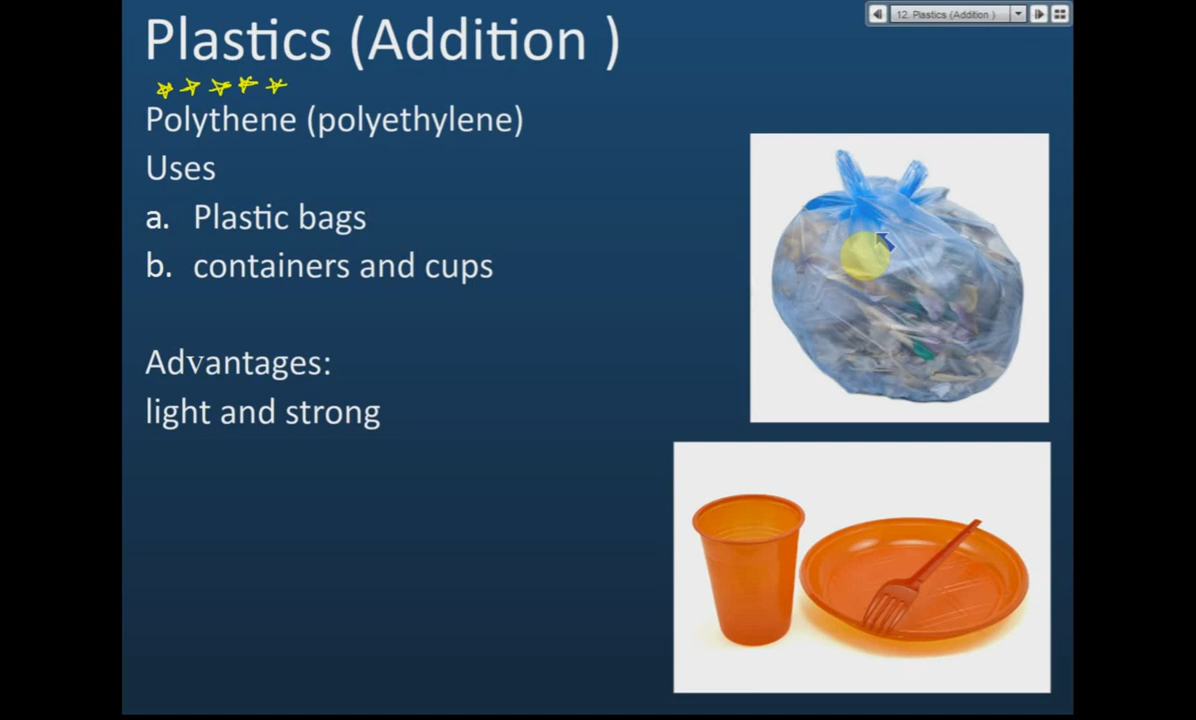 12. Plastics (Addition )
Plastics (Addition )
Polythene (polyethylene)
Uses
a. Plastic bags
b. containers and cups
Advantages:
light and strong